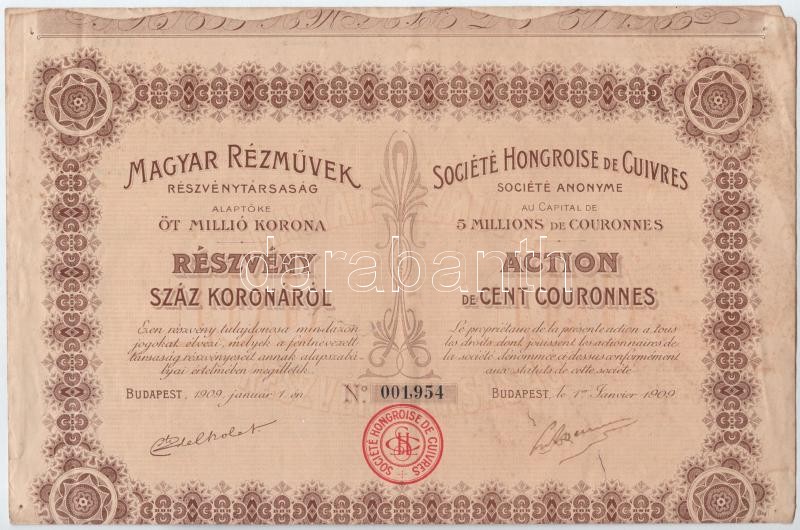 MAGYAR RÉZMŰVEK
RÉSZVÉNYTÁRSASÁG
ALAPTŐKE
ÖT MILLIÓ KORONA
RÉSZVÉNY
SZÁZ KORONÁRÓL
Ezen részvény tulajdonosa mindazon
jogokat élvezi, melyek a fentnevezett
társaság részvényeseit annak alapszabá-
lyai értelmében megilletik.
BUDAPEST, 1909. január 1-én
SOCIÉTÉ HONGROISE DE CUIVRES
SOCIÉTÉ ANONYME
AU CAPITAL DE
5 MILLIONS DE COURONNES
ACTION
DE CENT COURONNES
Le propriétaire de la présente action a tous
les droits dont jouissent les actionnaires de
la société dénommée ci-dessus conformément
aux statuts de cette société
BUDAPEST, le 1er Janvier 1909
No 001,954
SOCIÉTÉ HONGROISE DE CUIVRES
darabanth